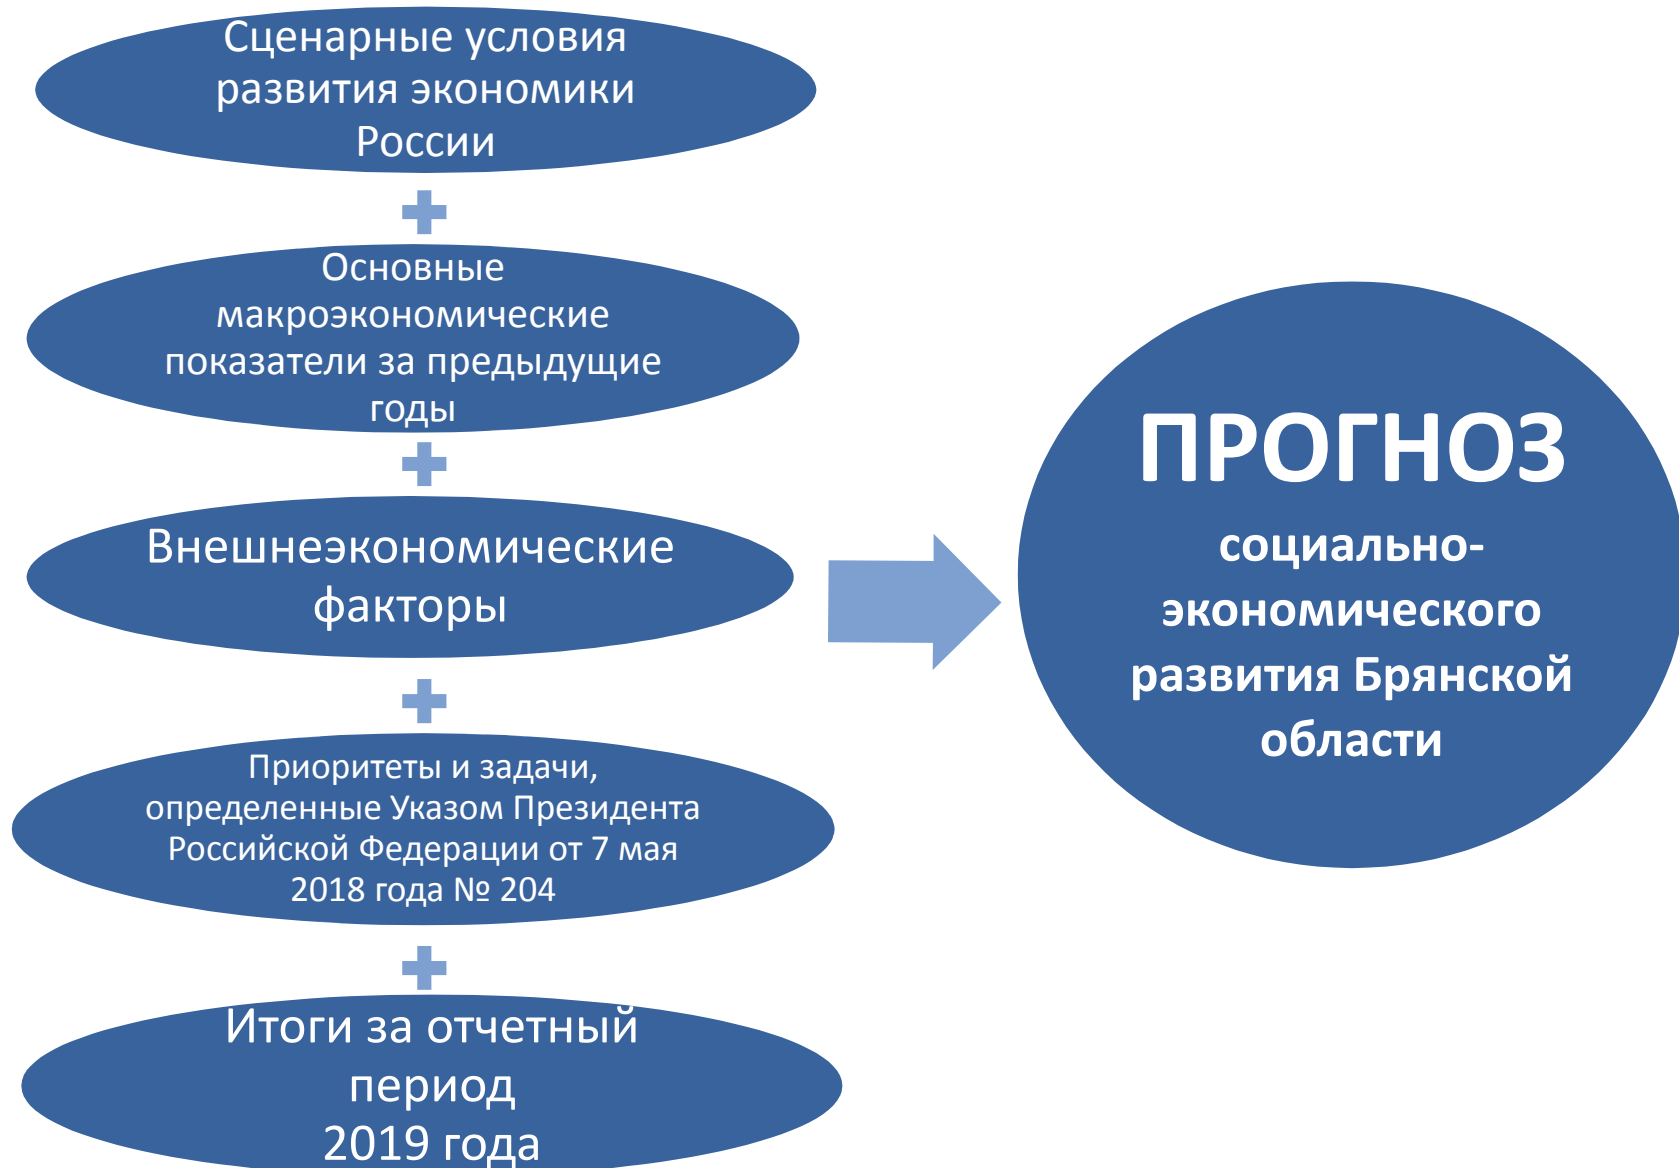 Сценарные условия
развития экономики
России
Основные
макроэкономические
показатели за предыдущие
годы
Внешнеэкономические
факторы
Приоритеты и задачи,
определенные Указом Президента
Российской Федерации от 7 мая
2018 года № 204
Итоги за отчетный
период
2019 года
ПРОГНОЗ
социально-
экономического
развития Брянской
области